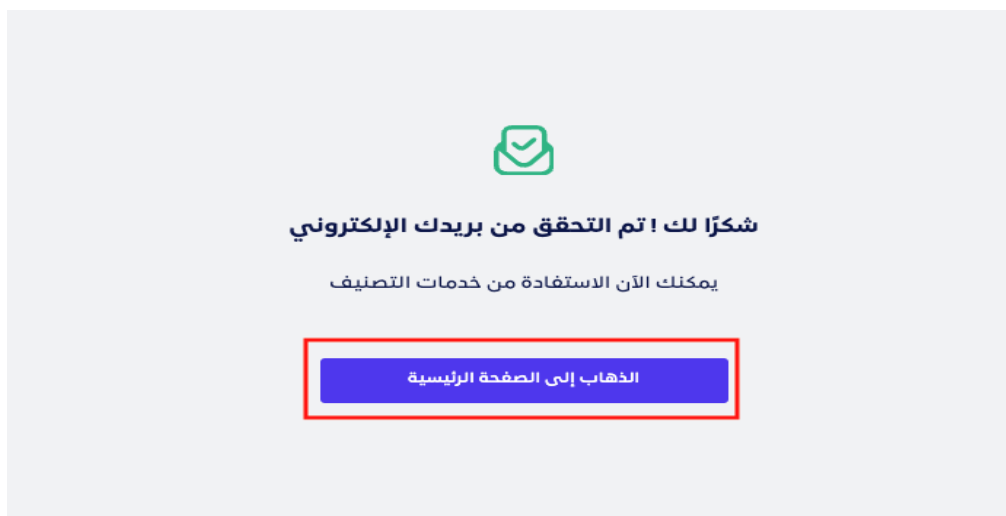 شكرًا لك ! تم التحقق من بريدك الإلكتروني
يمكنك الآن الاستفادة من خدمات التصنيف
الذهاب إلى الصفحة الرئيسية